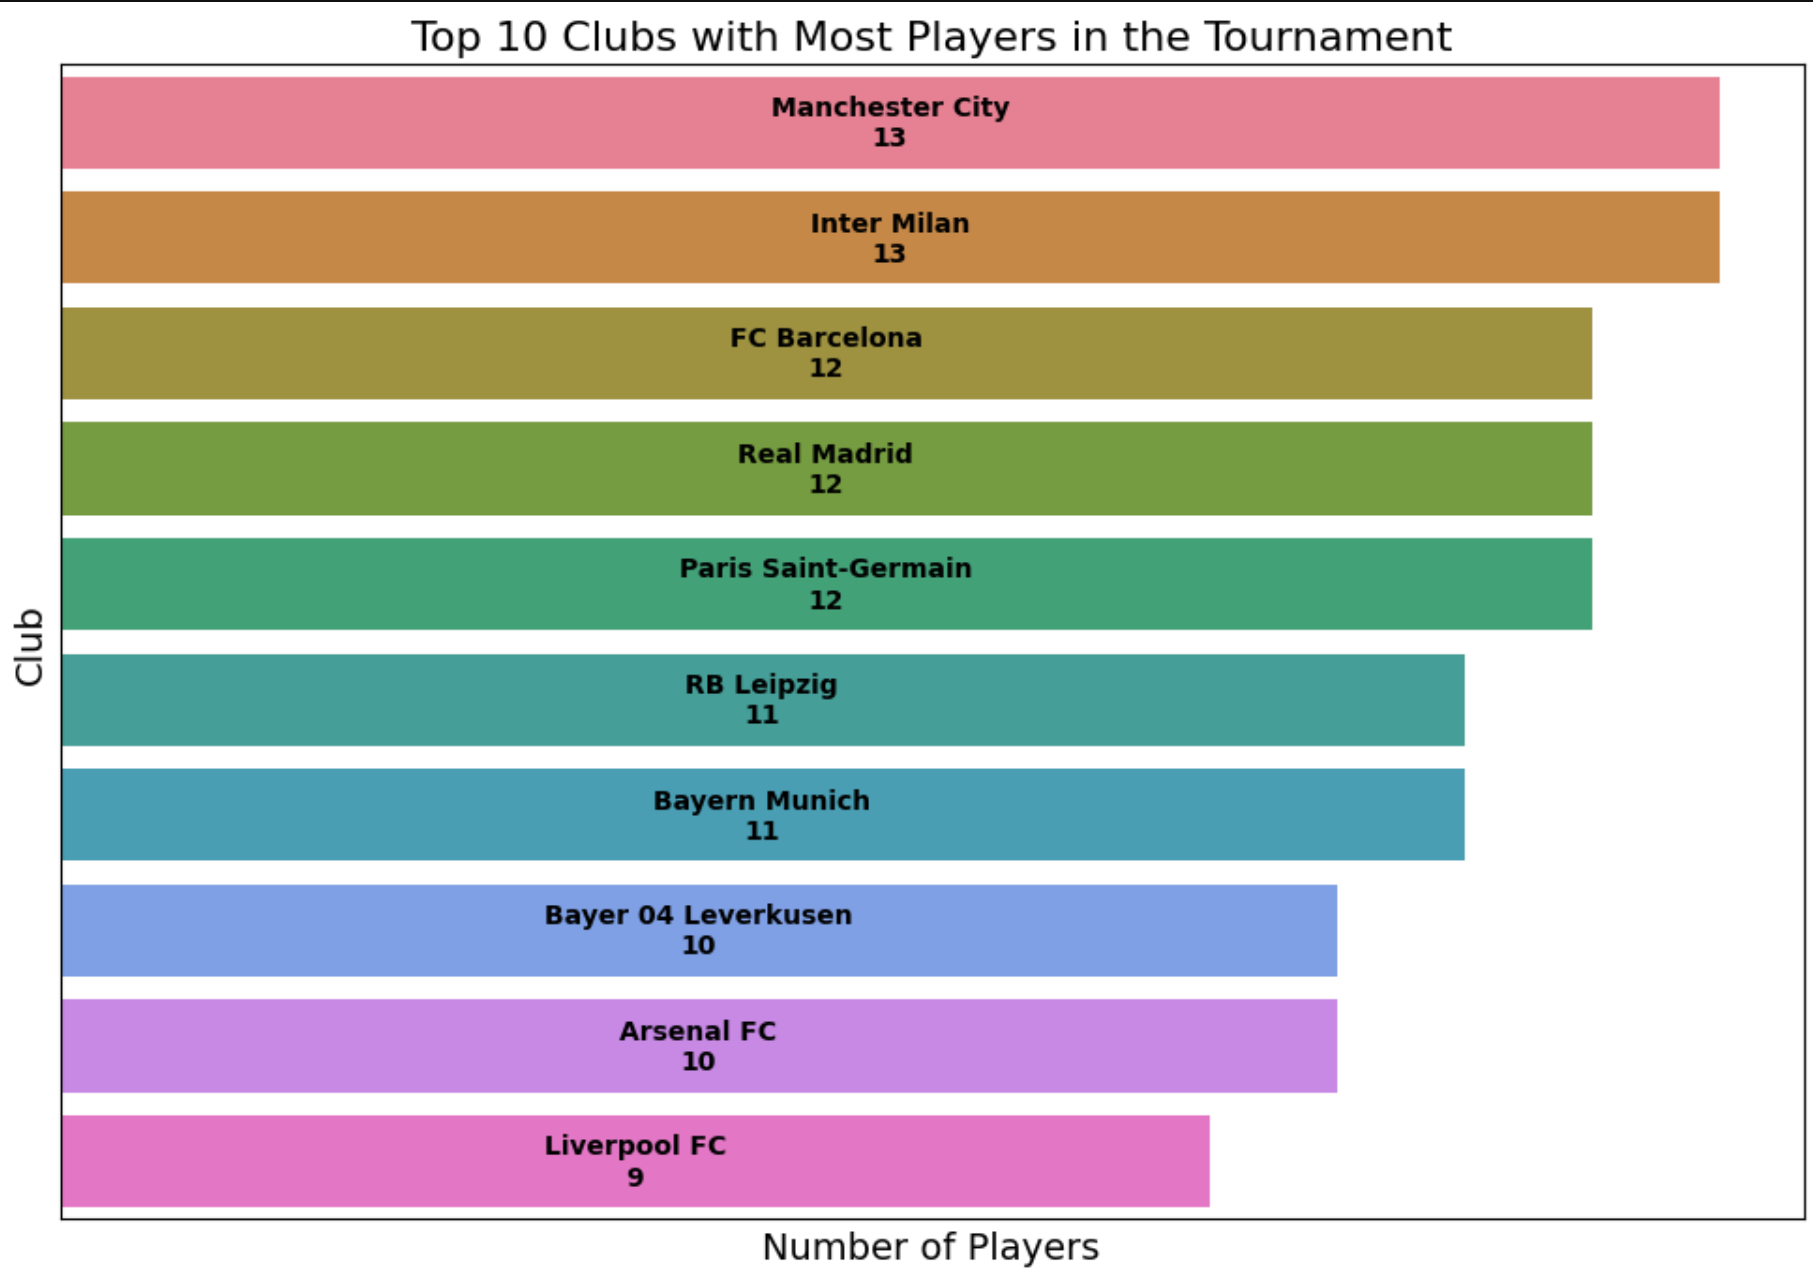 Top 10 Clubs with Most Players in the Tournament
Manchester City
13
Inter Milan
13
FC Barcelona
12
Real Madrid
12
Paris Saint-Germain
12
RB Leipzig
11
Bayern Munich
11
Bayer 04 Leverkusen
10
Arsenal FC
10
Liverpool FC
9
Club
Number of Players